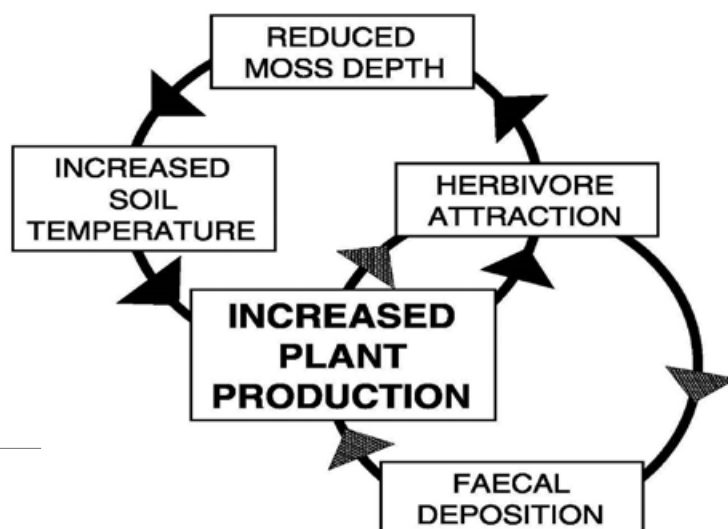 REDUCED
MOSS DEPTH
INCREASED
SOIL
TEMPERATURE
HERBIVORE
ATTRACTION
INCREASED
PLANT
PRODUCTION
FAECAL
DEPOSITION